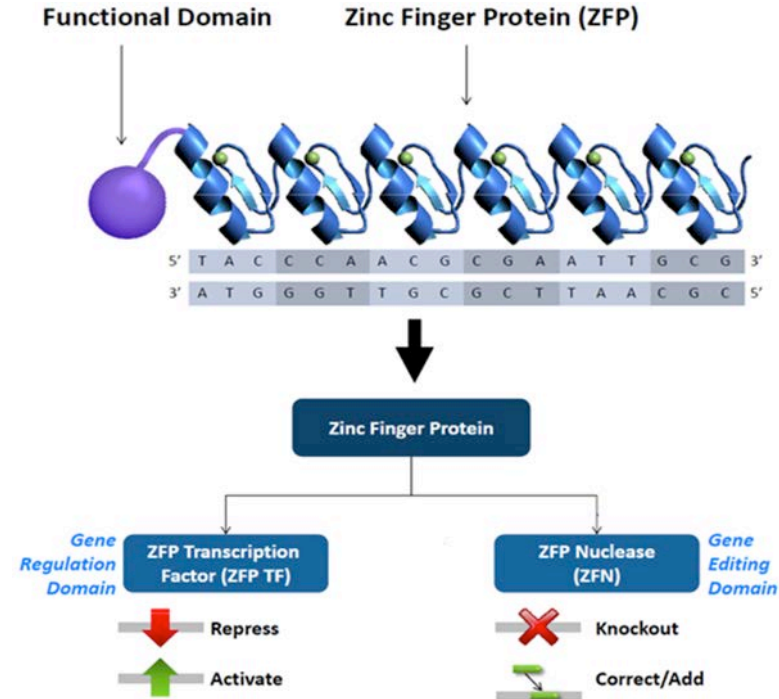 Functional Domain
Zinc Finger Protein (ZFP)
5' T A C C C A A C G C G A A T T G C G 3'
3' A T G G G T T G C G C T T A A C G C 5'
Zinc Finger Protein
Gene
Regulation
Domain
ZFP Transcription
Factor (ZFP TF)
ZFP Nuclease
(ZFN)
Gene
Editing
Domain
Repress
Knockout
Activate
Correct/Add